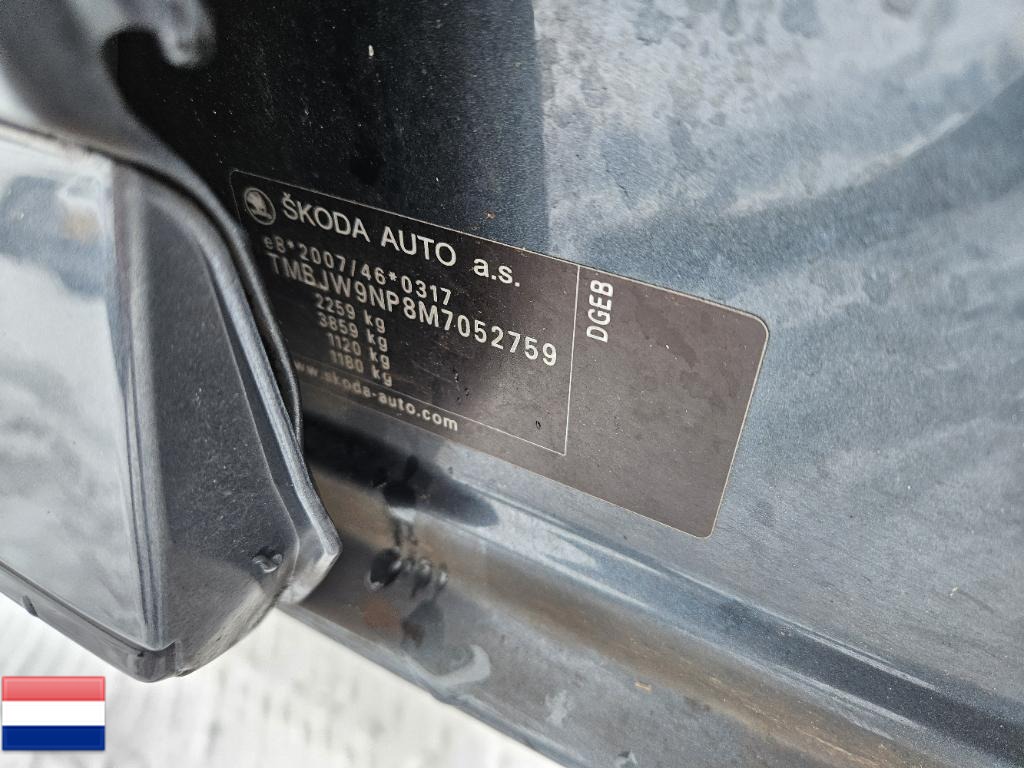 ŠKODA AUTO a.s.
e8*2007/46*0317
TMBJW9NP8M7052759
2259 kg
3859 kg
1120 kg
1180 kg
www.skoda-auto.com
DGEB